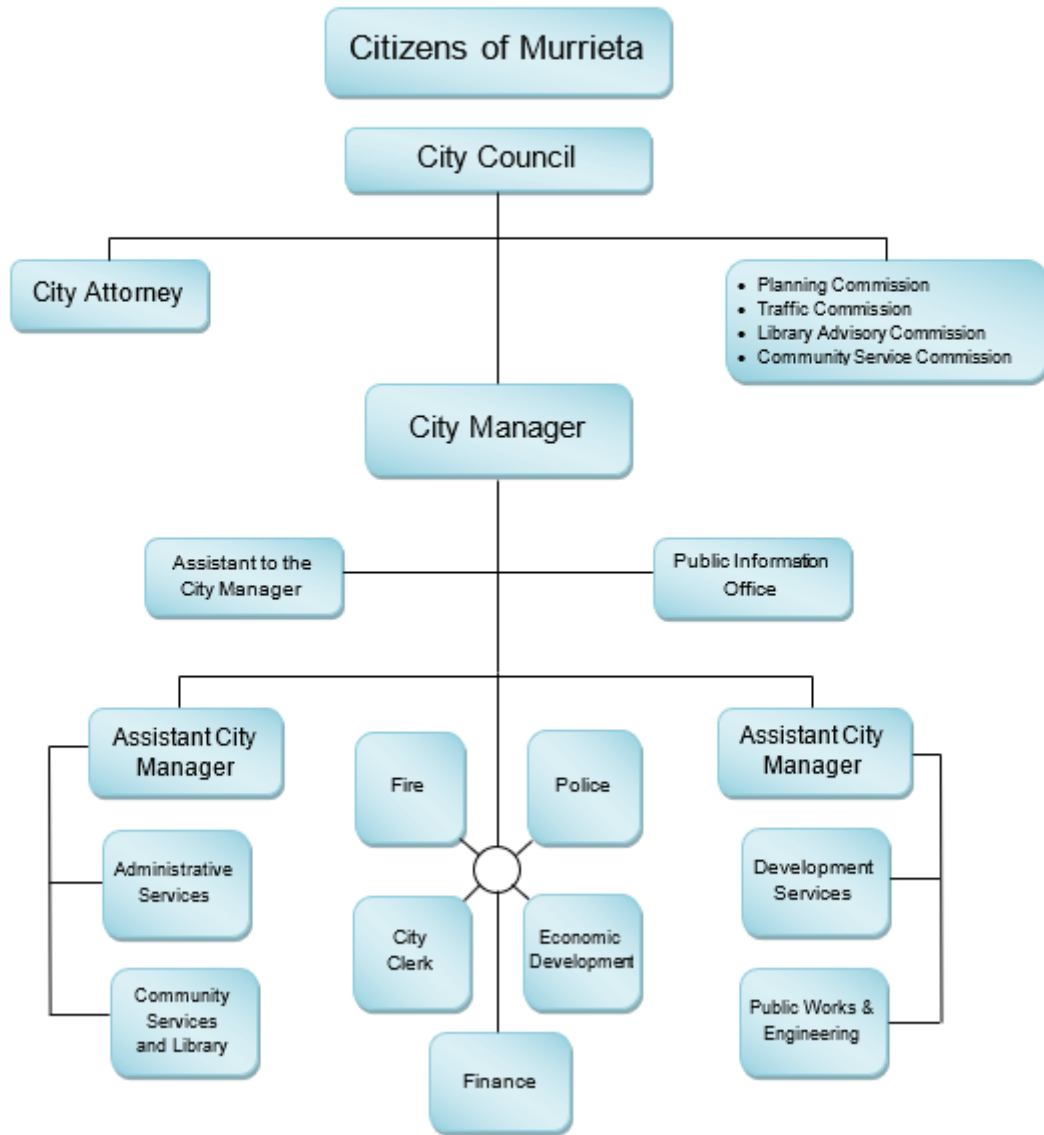 Citizens of Murrieta
City Council
City Attorney
• Planning Commission
• Traffic Commission
• Library Advisory Commission
• Community Service Commission
City Manager
Assistant to the
City Manager
Public Information
Office
Assistant City
Manager
Administrative
Services
Community
Services
and Library
Fire
Police
City
Clerk
Economic
Development
Finance
Assistant City
Manager
Development
Services
Public Works &
Engineering